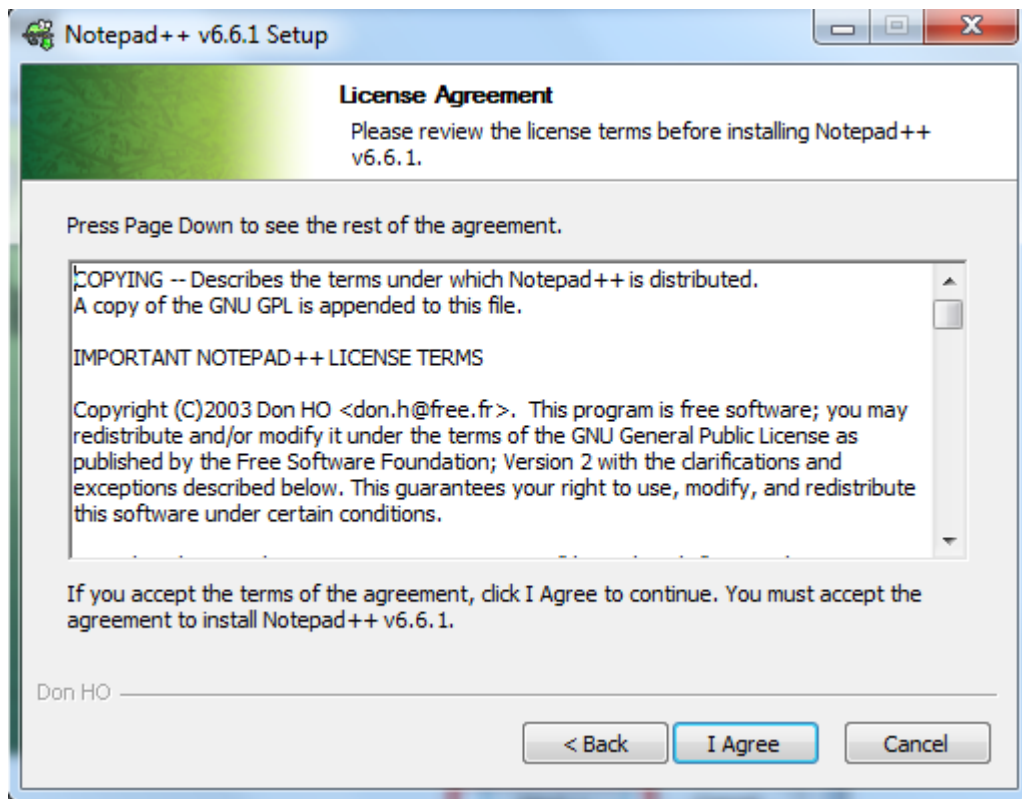 Notepad++ v6.6.1 Setup
License Agreement
Please review the license terms before installing Notepad++
v6.6.1.
Press Page Down to see the rest of the agreement.
COPYING -- Describes the terms under which Notepad++ is distributed.
A copy of the GNU GPL is appended to this file.
IMPORTANT NOTEPAD++ LICENSE TERMS
Copyright (C)2003 Don HO <don.h@free.fr>.  This program is free software; you may
redistribute and/or modify it under the terms of the GNU General Public License as
published by the Free Software Foundation; Version 2 with the clarifications and
exceptions described below. This guarantees your right to use, modify, and redistribute
this software under certain conditions.
If you accept the terms of the agreement, click I Agree to continue. You must accept the
agreement to install Notepad++ v6.6.1.
Don HO
< Back
I Agree
Cancel